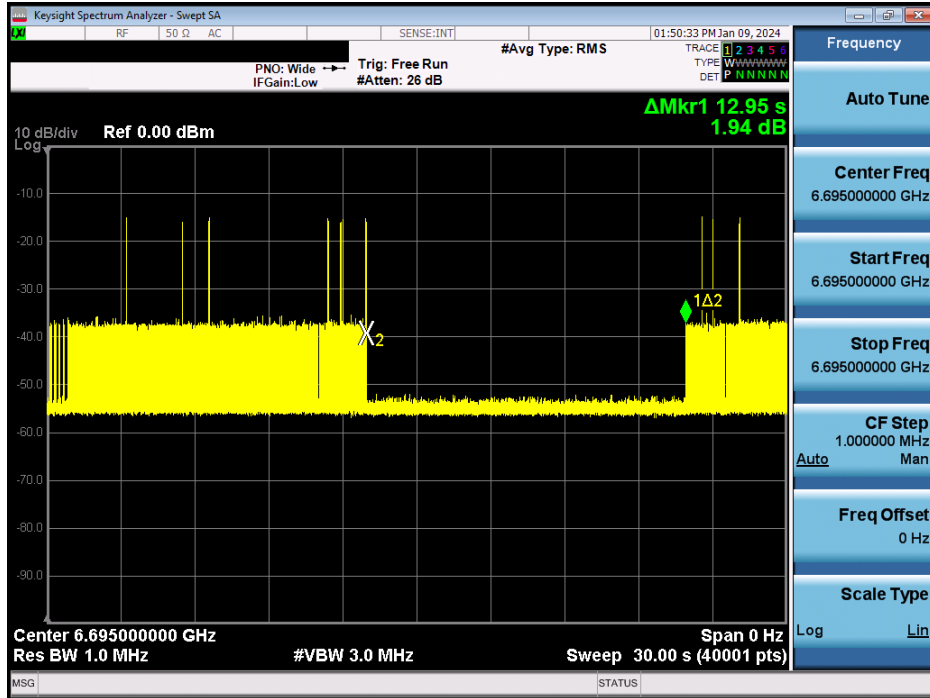 Keysight Spectrum Analyzer - Swept SA
LXI RF 50 Ω AC SENSE:INT 01:50:33 PM Jan 09, 2024
#Avg Type: RMS TRACE 1 2 3 4 5 6
PNO: Wide Trig: Free Run TYPE WWWWWW
IFGain:Low #Atten: 26 dB DET P N N N N N
ΔMkr1 12.95 s
1.94 dB
10 dB/div Ref 0.00 dBm
Log
-10.0
-20.0
-30.0
1Δ2
-40.0
X2
-50.0
-60.0
-70.0
-80.0
-90.0
Center 6.695000000 GHz Span 0 Hz
Res BW 1.0 MHz #VBW 3.0 MHz Sweep 30.00 s (40001 pts)
MSG STATUS
Frequency
Auto Tune
Center Freq
6.695000000 GHz
Start Freq
6.695000000 GHz
Stop Freq
6.695000000 GHz
CF Step
1.000000 MHz
Auto Man
Freq Offset
0 Hz
Scale Type
Log Lin